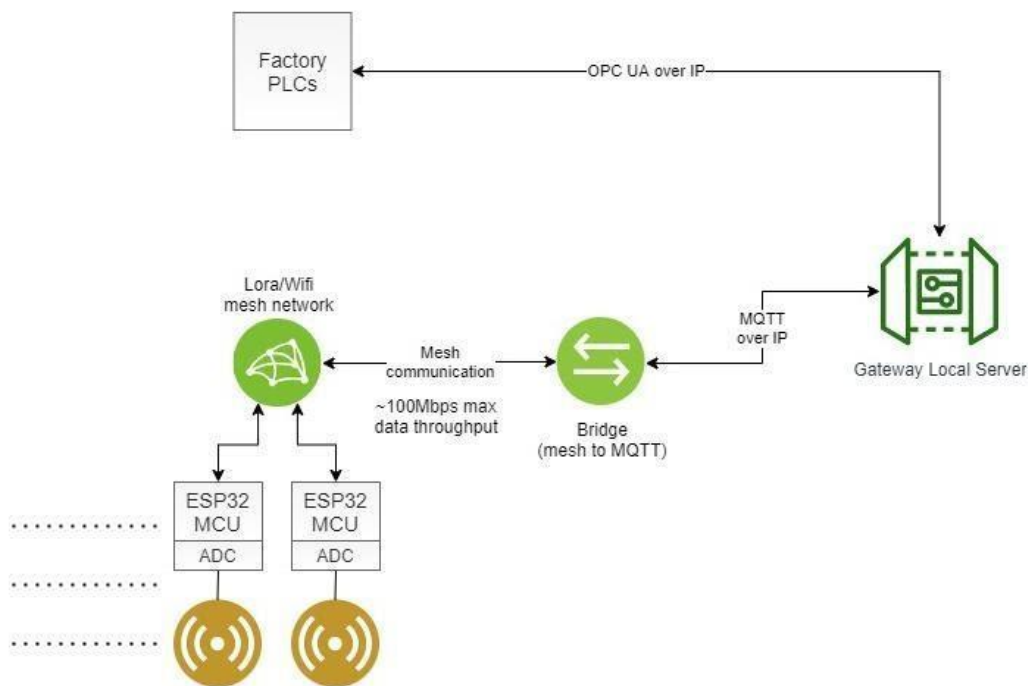 Factory
PLCs
OPC UA over IP
Lora/Wifi
mesh network
Mesh
communication
~100Mbps max
data throughput
Bridge
(mesh to MQTT)
MQTT
over IP
Gateway Local Server
ESP32
MCU
ADC
ESP32
MCU
ADC